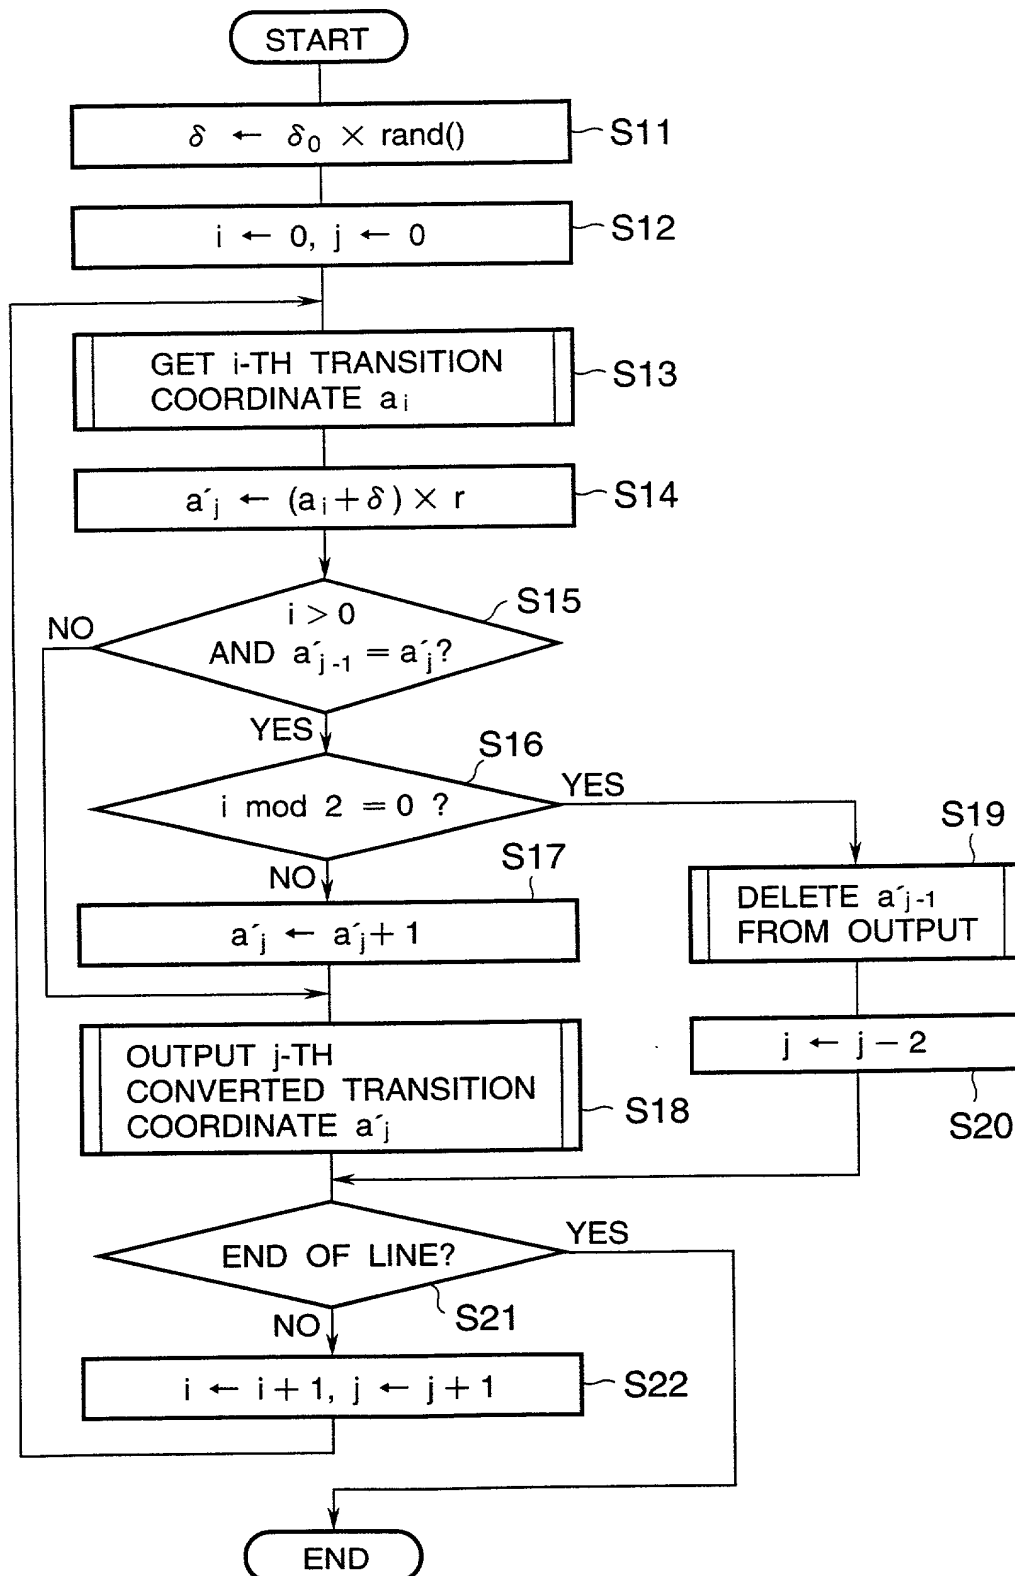 START
δ ← δ0 × rand()
S11
i ← 0, j ← 0
S12
GET i-TH TRANSITION
COORDINATE a i
S13
a´j ← (a i + δ) × r
S14
i > 0
AND a´j-1 = a´j?
S15
NO
YES
i mod 2 = 0 ?
S16
YES
NO
a´j ← a´j + 1
S17
DELETE a´j-1
FROM OUTPUT
S19
OUTPUT j-TH
CONVERTED TRANSITION
COORDINATE a´j
S18
j ← j − 2
S20
END OF LINE?
YES
S21
NO
i ← i + 1, j ← j + 1
S22
END